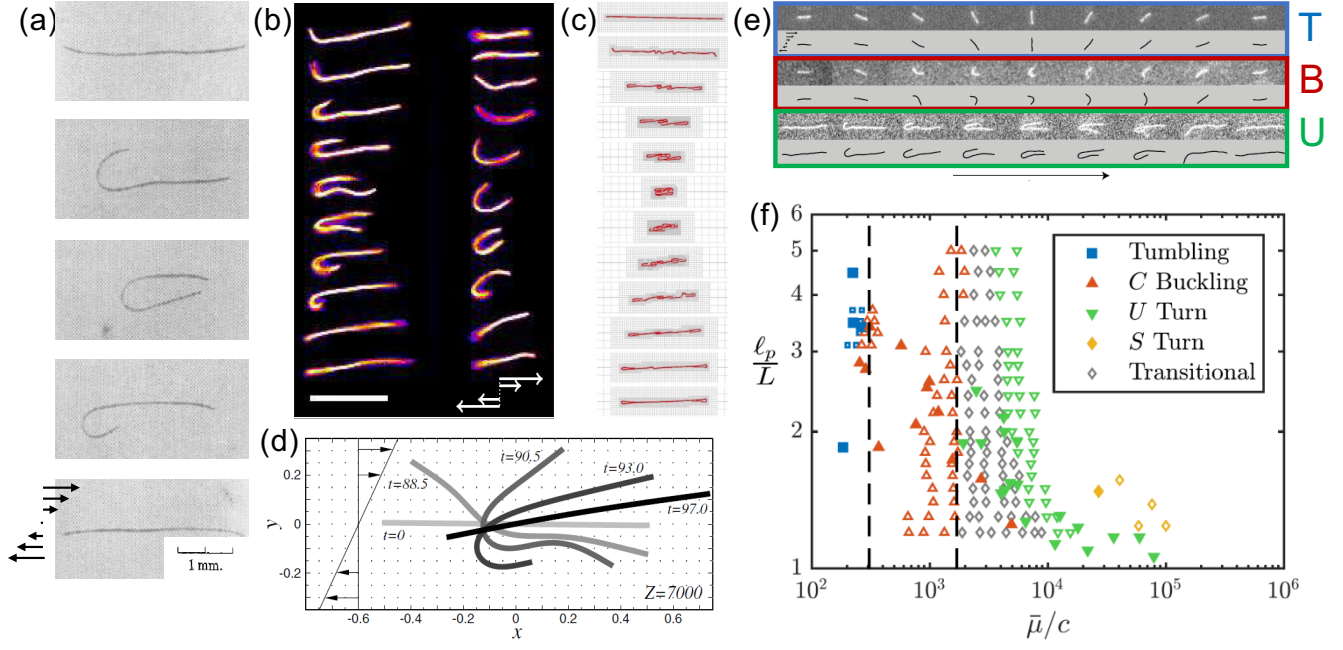 (a)
1 mm.
(b)
(c)
(d)
0.2
0
-0.2
y
t=90.5
t=88.5
t=93.0
t=97.0
t=0
Z=7000
-0.6
-0.4
-0.2
0
0.2
0.4
0.6
x
(e)
T
B
U
(f)
6
5
4
3
2
1
ℓp/L
Tumbling
C Buckling
U Turn
S Turn
Transitional
10² 10³ 10⁴ 10⁵ 10⁶
μ̄/c